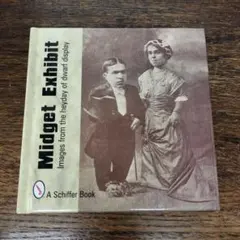 Midget Exhibit
Images from the heyday of dwarf display
A Schiffer Book